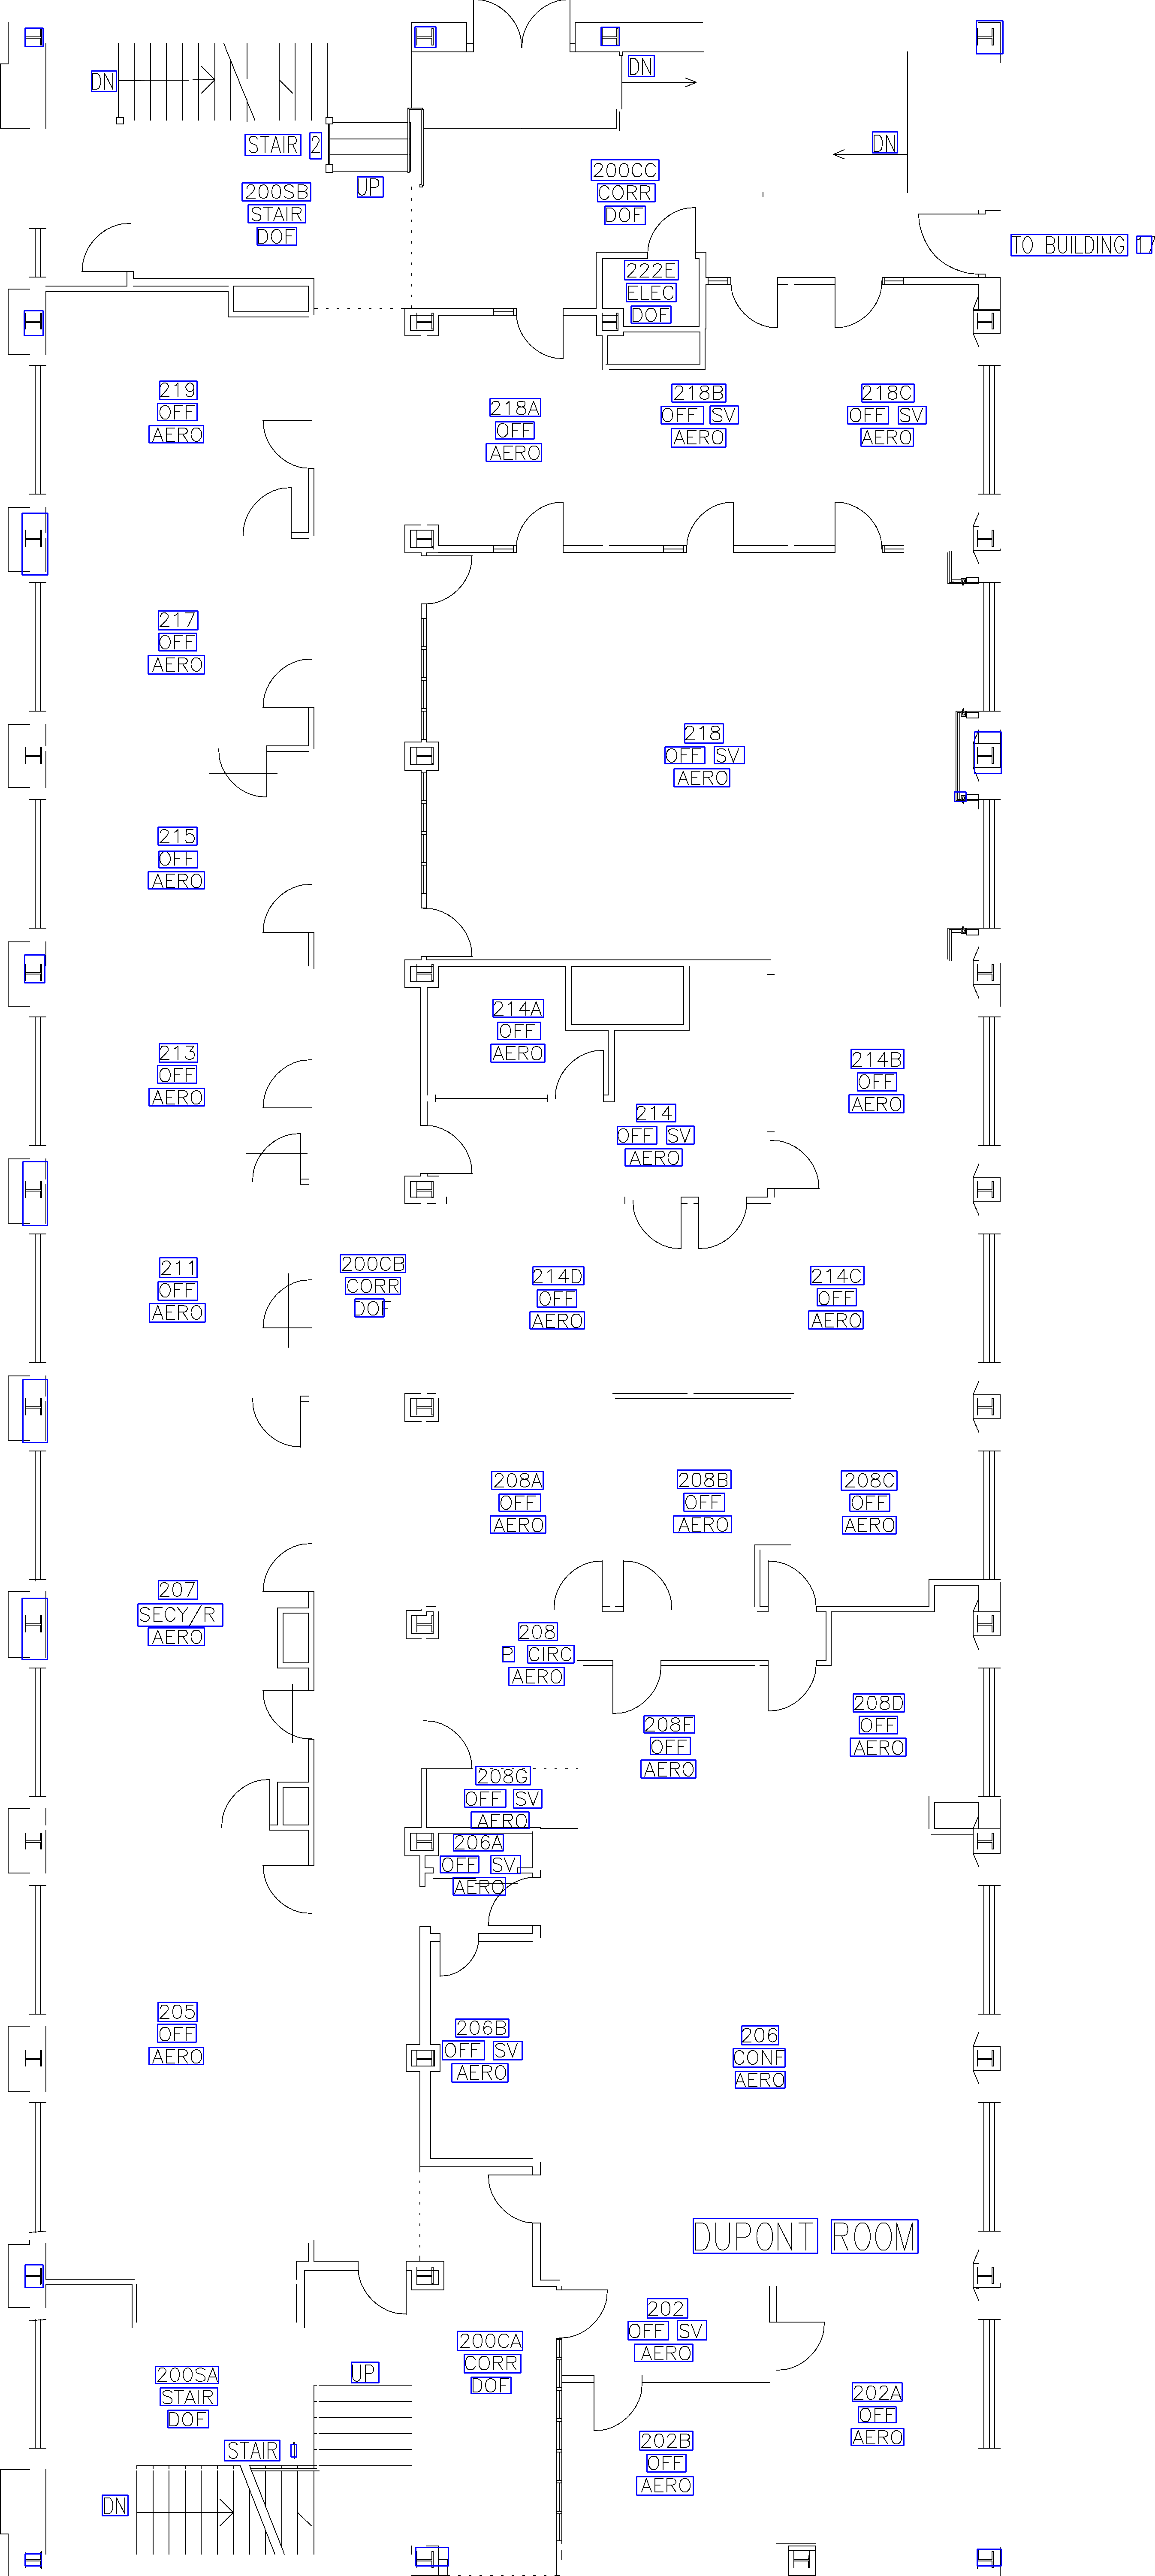 DN
DN
STAIR 2
DN
UP
200SB
STAIR
DOF
200CC
CORR
DOF
TO BUILDING 17
222E
ELEC
DOF
219
OFF
AERO
218A
OFF
AERO
218B
OFF SV
AERO
218C
OFF SV
AERO
217
OFF
AERO
218
OFF SV
AERO
215
OFF
AERO
214A
OFF
AERO
213
OFF
AERO
214B
OFF
AERO
214
OFF SV
AERO
211
OFF
AERO
200CB
CORR
DOF
214D
OFF
AERO
214C
OFF
AERO
208A
OFF
AERO
208B
OFF
AERO
208C
OFF
AERO
207
SECY/R
AERO
208
P CIRC
AERO
208F
OFF
AERO
208D
OFF
AERO
208G
OFF SV
AERO
206A
OFF SV
AERO
205
OFF
AERO
206B
OFF SV
AERO
206
CONF
AERO
DUPONT ROOM
202
OFF SV
AERO
200CA
CORR
DOF
UP
200SA
STAIR
DOF
202A
OFF
AERO
STAIR
202B
OFF
AERO
DN